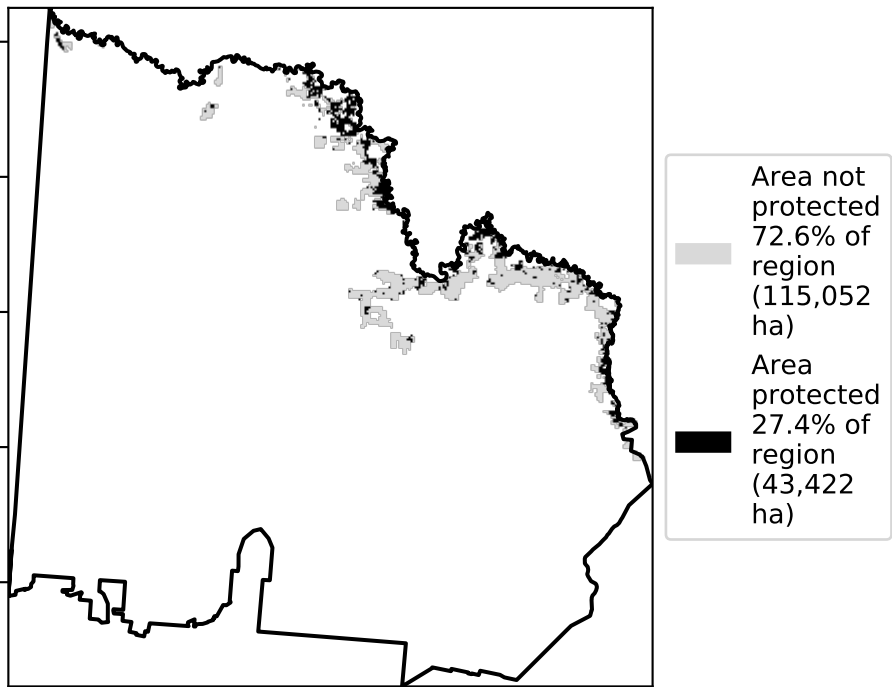 Area not
protected
72.6% of
region
(115,052
ha)
Area
protected
27.4% of
region
(43,422
ha)